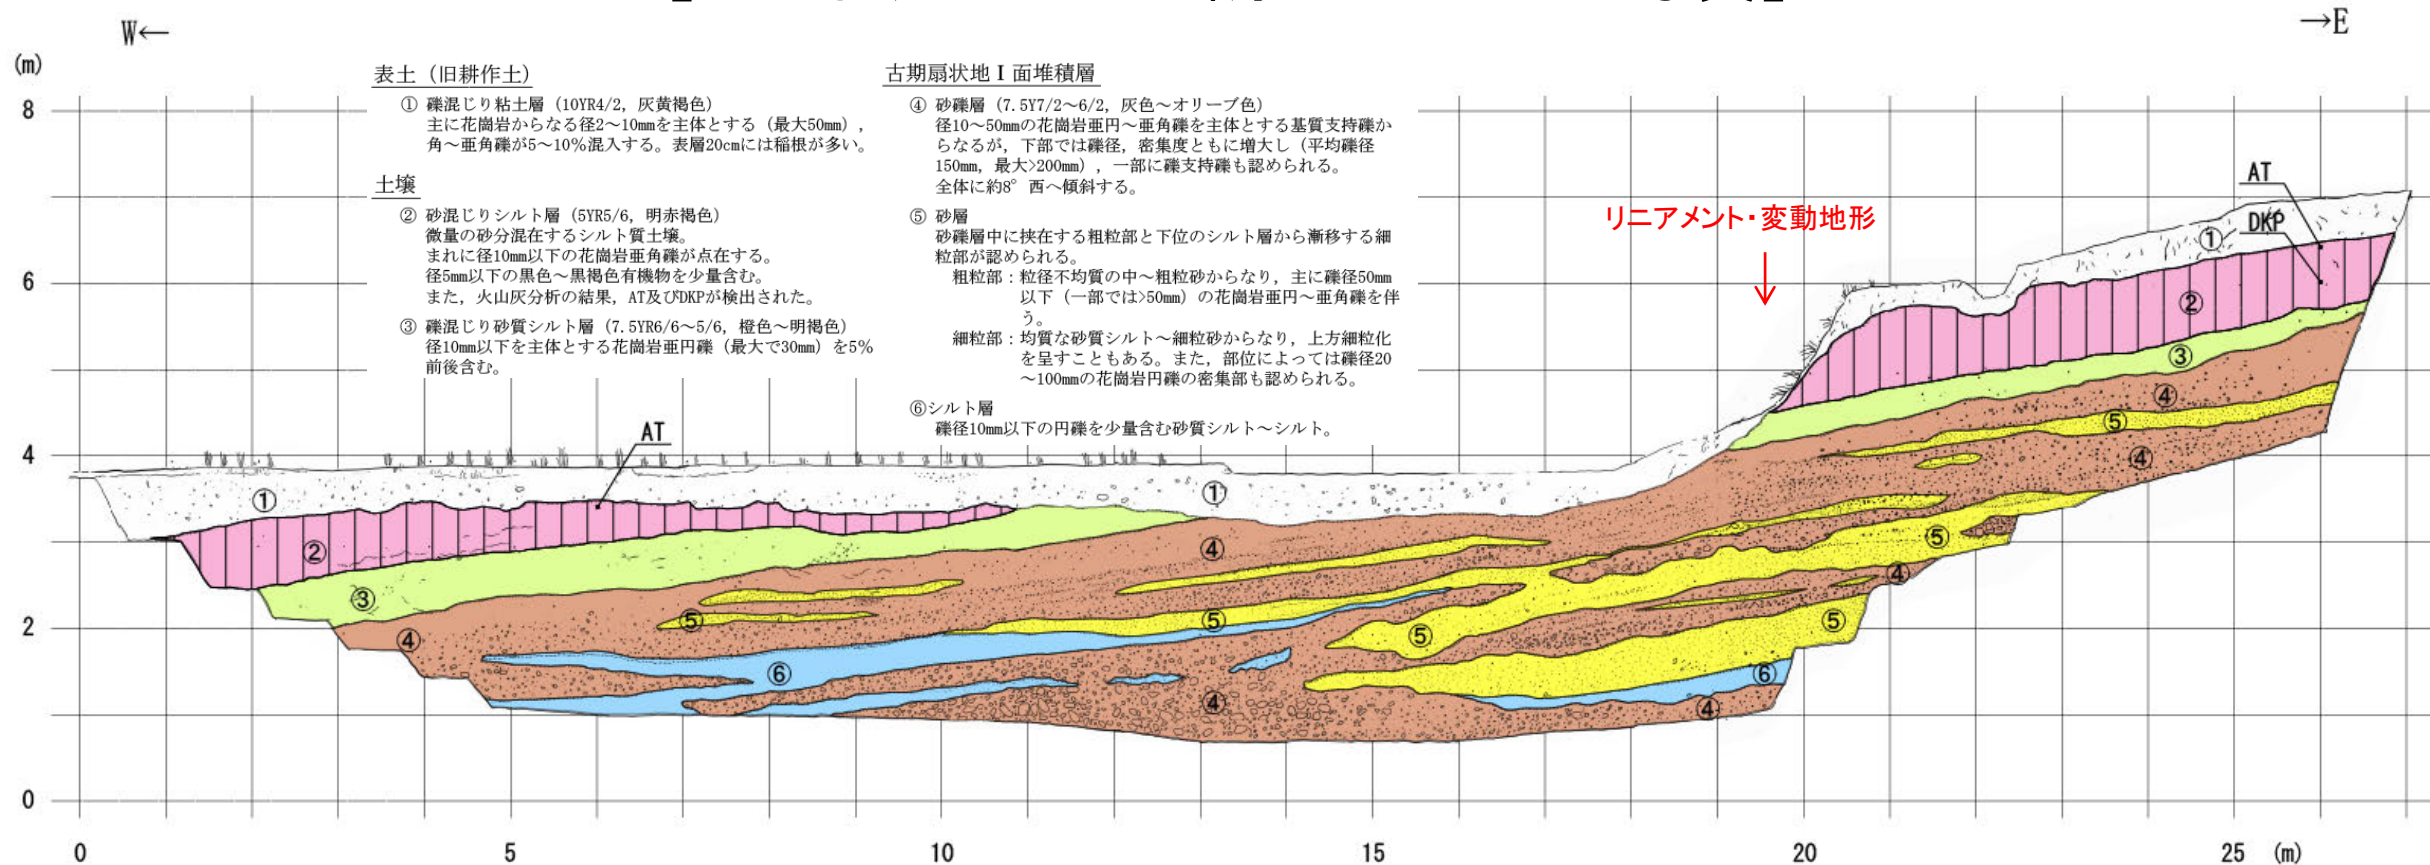 W←
→E
(m)
8
6
4
2
0
表土（旧耕作土）
① 礫混じり粘土層（10YR4/2，灰黄褐色）
主に花崗岩からなる径2～10mmを主体とする（最大50mm），
角～亜角礫が5～10％混入する。表層20cmには稲根が多い。
土壌
② 砂混じりシルト層（5YR5/6，明赤褐色）
微量の砂分混在するシルト質土壌。
まれに径10mm以下の花崗岩亜角礫が点在する。
径5mm以下の黒色～黒褐色有機物を少量含む。
また，火山灰分析の結果，AT及びDKPが検出された。
③ 礫混じり砂質シルト層（7.5YR6/6～5/6，橙色～明褐色）
径10mm以下を主体とする花崗岩亜円礫（最大で30mm）を5％
前後含む。
古期扇状地Ⅰ面堆積層
④ 砂礫層（7.5Y7/2～6/2，灰色～オリーブ色）
径10～50mmの花崗岩亜円～亜角礫を主体とする基質支持礫か
らなるが，下部では礫径，密集度ともに増大し（平均礫径
150mm，最大>200mm），一部に礫支持礫も認められる。
全体に約8°西へ傾斜する。
⑤ 砂層
砂礫層中に挟在する粗粒部と下位のシルト層から漸移する細
粒部が認められる。
粗粒部：粒径不均質の中～粗粒砂からなり，主に礫径50mm
以下（一部では>50mm）の花崗岩亜円～亜角礫を伴
う。
細粒部：均質な砂質シルト～細粒砂からなり，上方細粒化
を呈すこともある。また，部位によっては礫径20
～100mmの花崗岩円礫の密集部も認められる。
⑥シルト層
礫径10mm以下の円礫を少量含む砂質シルト～シルト。
リニアメント・変動地形
AT
DKP
AT
①
②
③
④
⑤
④
①
②
③
④
⑤
⑥
①
④
⑤
④
⑤
⑤
④
⑤
⑥
④
0
5
10
15
20
25
(m)